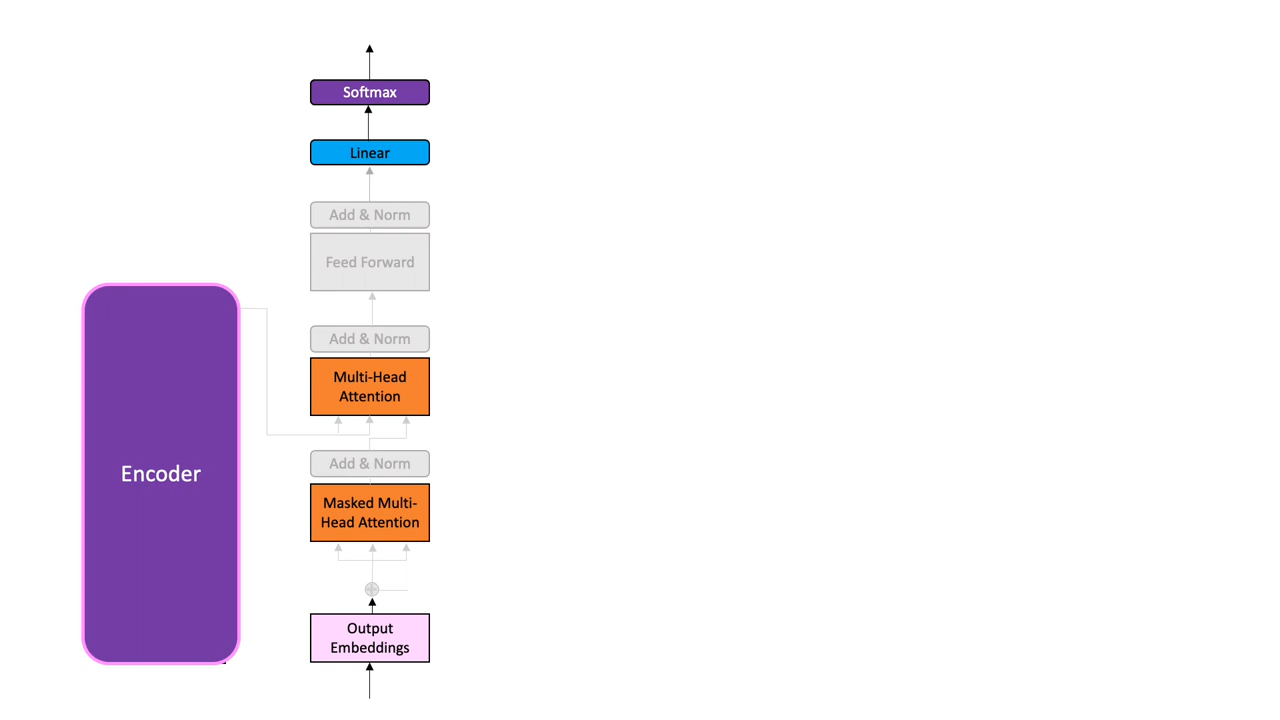 Softmax
Linear
Add & Norm
Feed Forward
Add & Norm
Multi-Head
Attention
Encoder
Add & Norm
Masked Multi-
Head Attention
Output
Embeddings